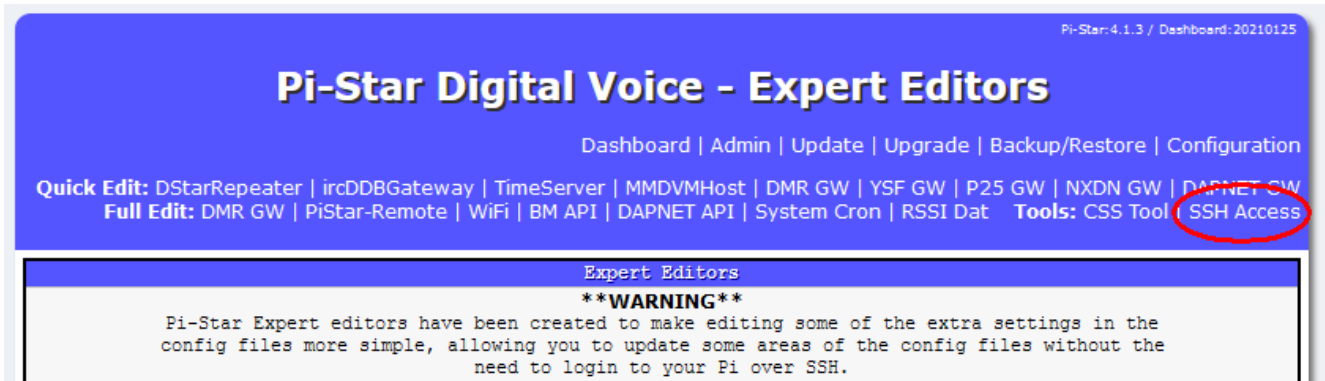 Pi-Star:4.1.3 / Dashboard:20210125
Pi-Star Digital Voice - Expert Editors
Dashboard | Admin | Update | Upgrade | Backup/Restore | Configuration
Quick Edit: DStarRepeater | ircDDBGateway | TimeServer | MMDVMHost | DMR GW | YSF GW | P25 GW | NXDN GW | DAPNET GW
Full Edit: DMR GW | PiStar-Remote | WiFi | BM API | DAPNET API | System Cron | RSSI Dat Tools: CSS Tool | SSH Access
Expert Editors
**WARNING**
Pi-Star Expert editors have been created to make editing some of the extra settings in the
config files more simple, allowing you to update some areas of the config files without the
need to login to your Pi over SSH.